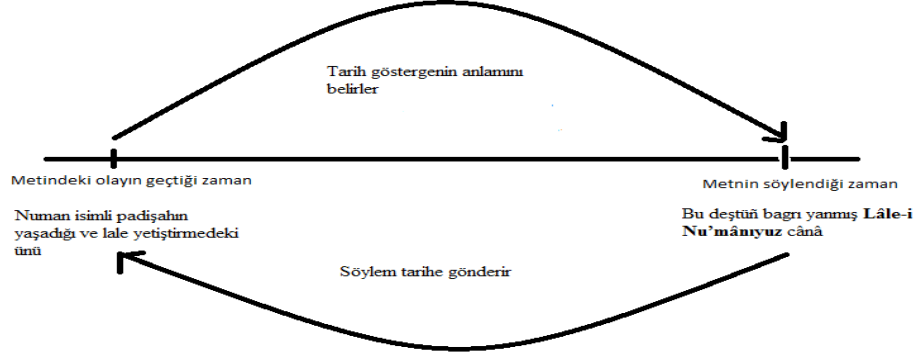 Tarih göstergenin anlamını
belirler
Metindeki olayın geçtiği zaman
Metnin söylendiği zaman
Numan isimli padişahın
yaşadığı ve lale yetiştirmedeki
ünü
Bu deştüñ bagrı yanmış Lâle-i
Nu’mânıyuz cânâ
Söylem tarihe gönderir